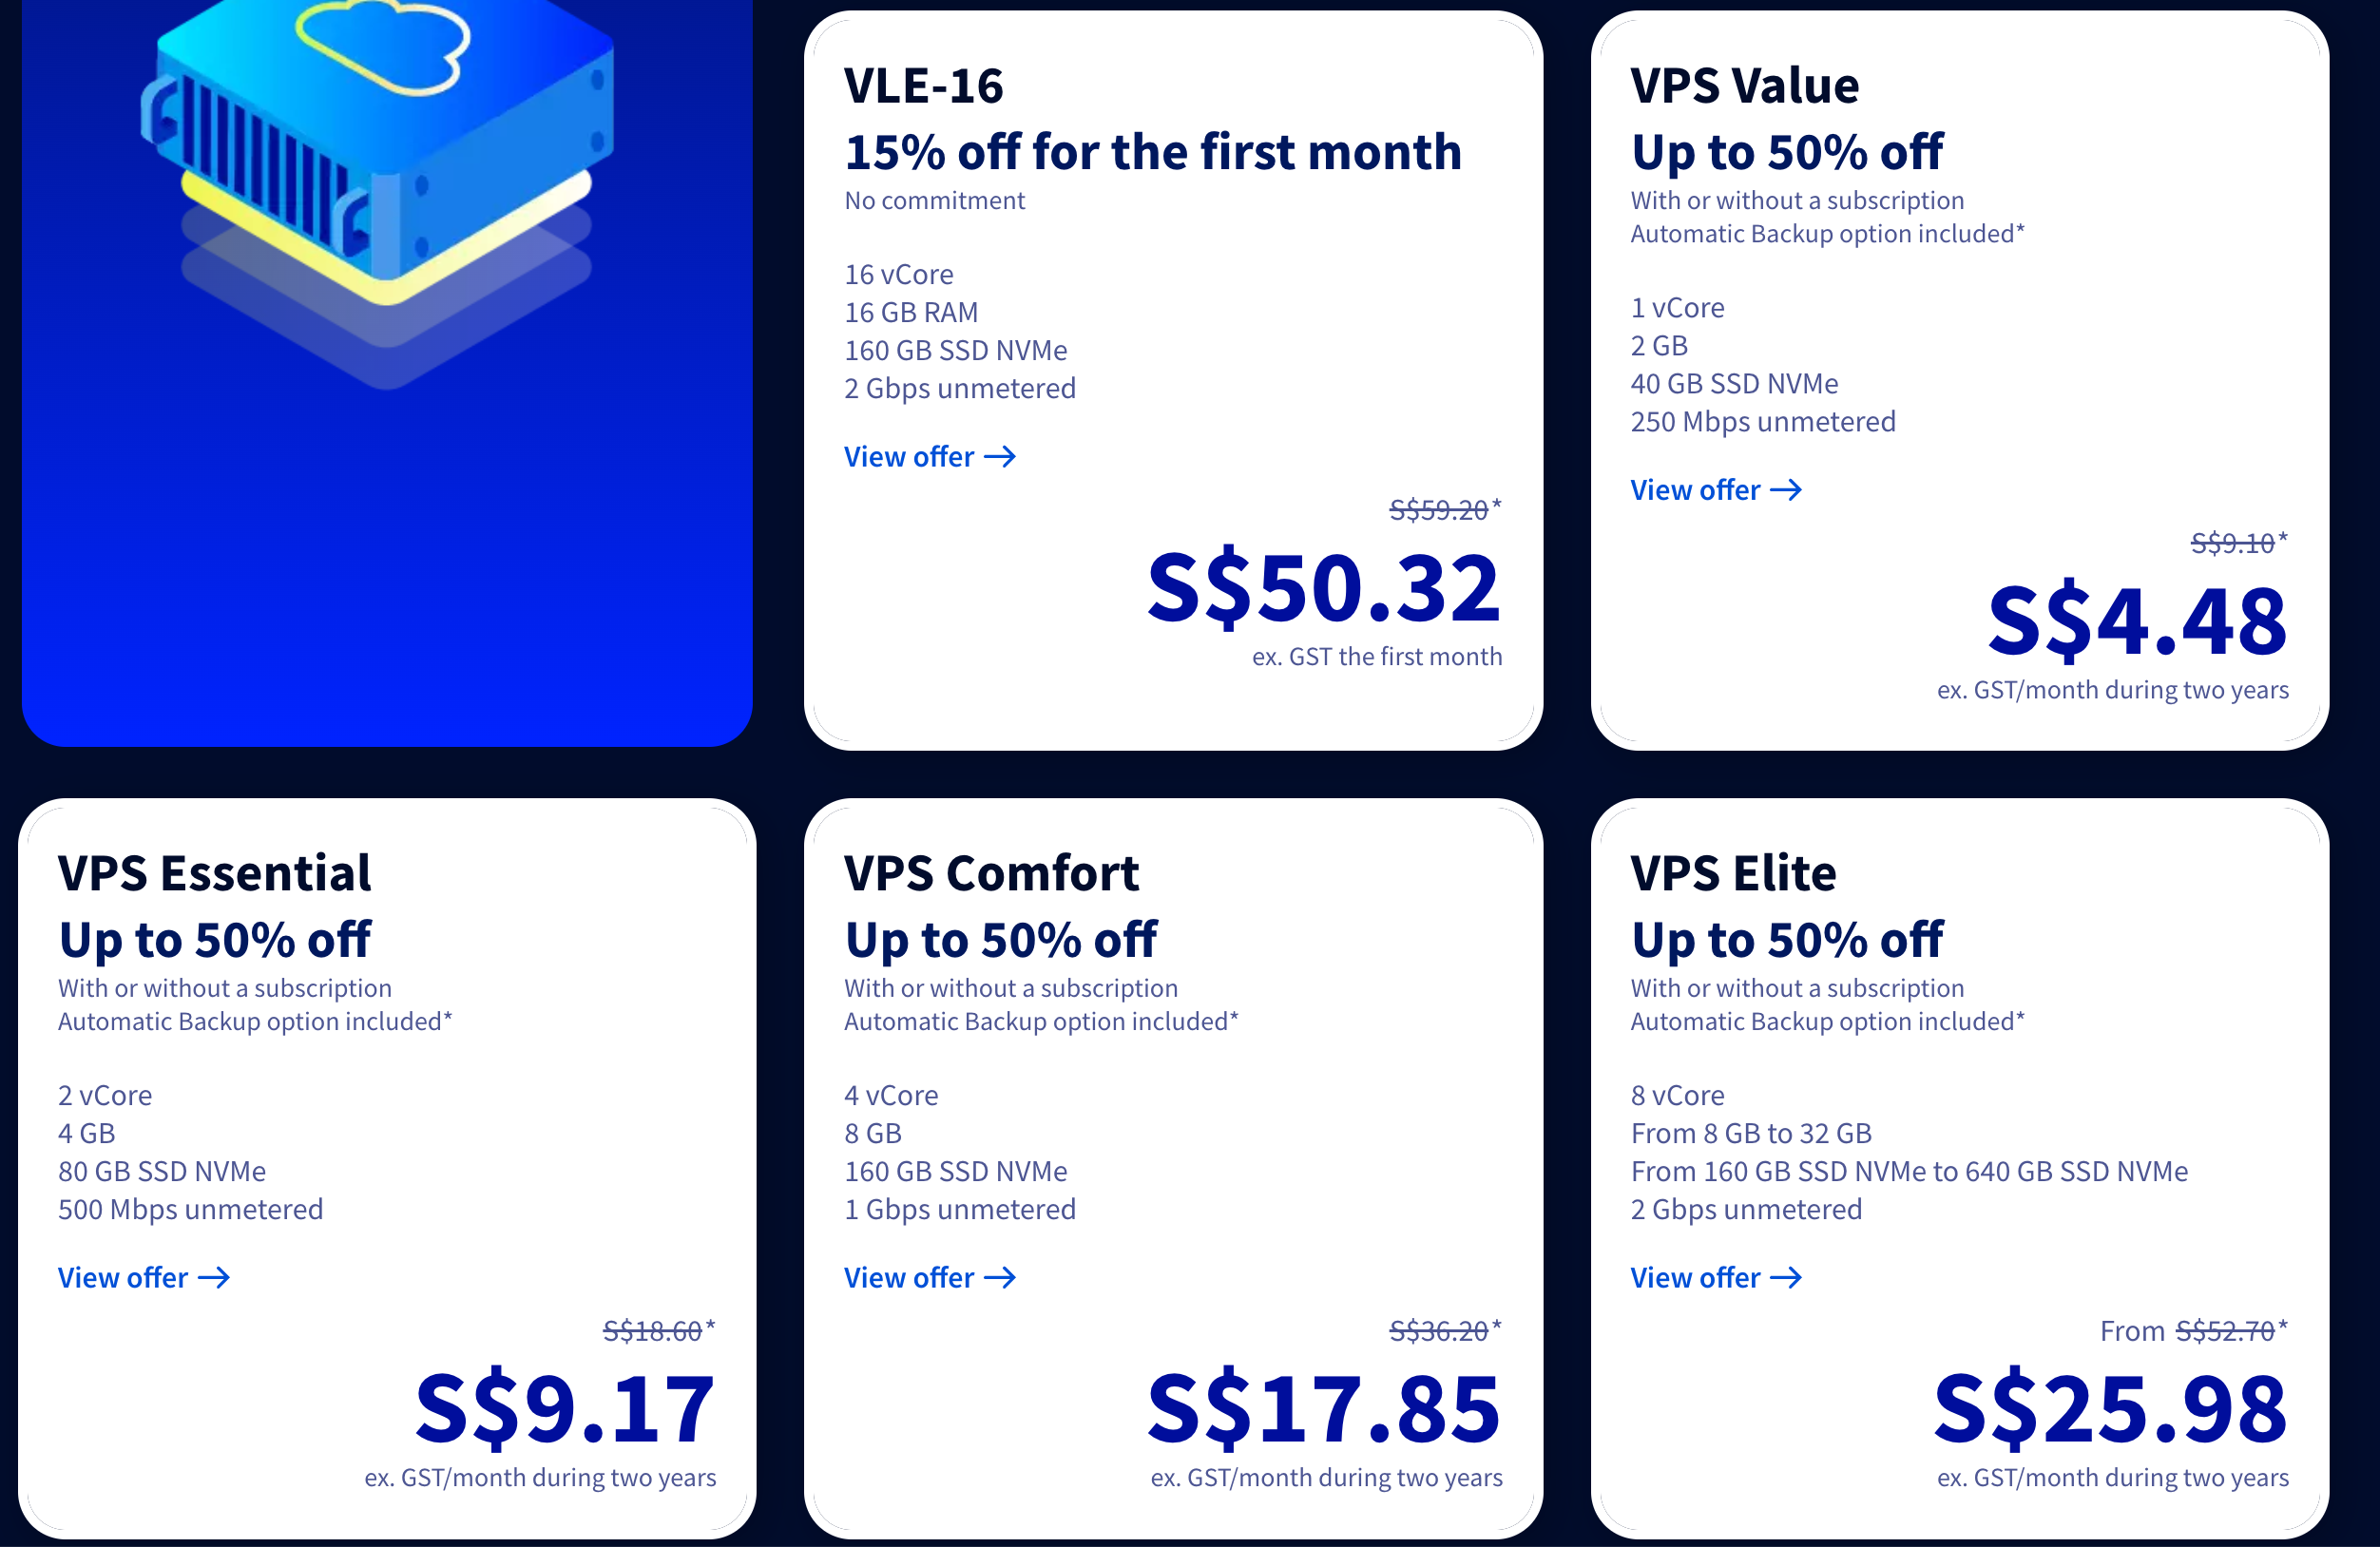 VLE-16
15% off for the first month
No commitment
16 vCore
16 GB RAM
160 GB SSD NVMe
2 Gbps unmetered
View offer →
S$59.20*
S$50.32
ex. GST the first month
VPS Value
Up to 50% off
With or without a subscription
Automatic Backup option included*
1 vCore
2 GB
40 GB SSD NVMe
250 Mbps unmetered
View offer →
S$9.10*
S$4.48
ex. GST/month during two years
VPS Essential
Up to 50% off
With or without a subscription
Automatic Backup option included*
2 vCore
4 GB
80 GB SSD NVMe
500 Mbps unmetered
View offer →
S$18.60*
S$9.17
ex. GST/month during two years
VPS Comfort
Up to 50% off
With or without a subscription
Automatic Backup option included*
4 vCore
8 GB
160 GB SSD NVMe
1 Gbps unmetered
View offer →
S$36.20*
S$17.85
ex. GST/month during two years
VPS Elite
Up to 50% off
With or without a subscription
Automatic Backup option included*
8 vCore
From 8 GB to 32 GB
From 160 GB SSD NVMe to 640 GB SSD NVMe
2 Gbps unmetered
View offer →
From S$52.70*
S$25.98
ex. GST/month during two years